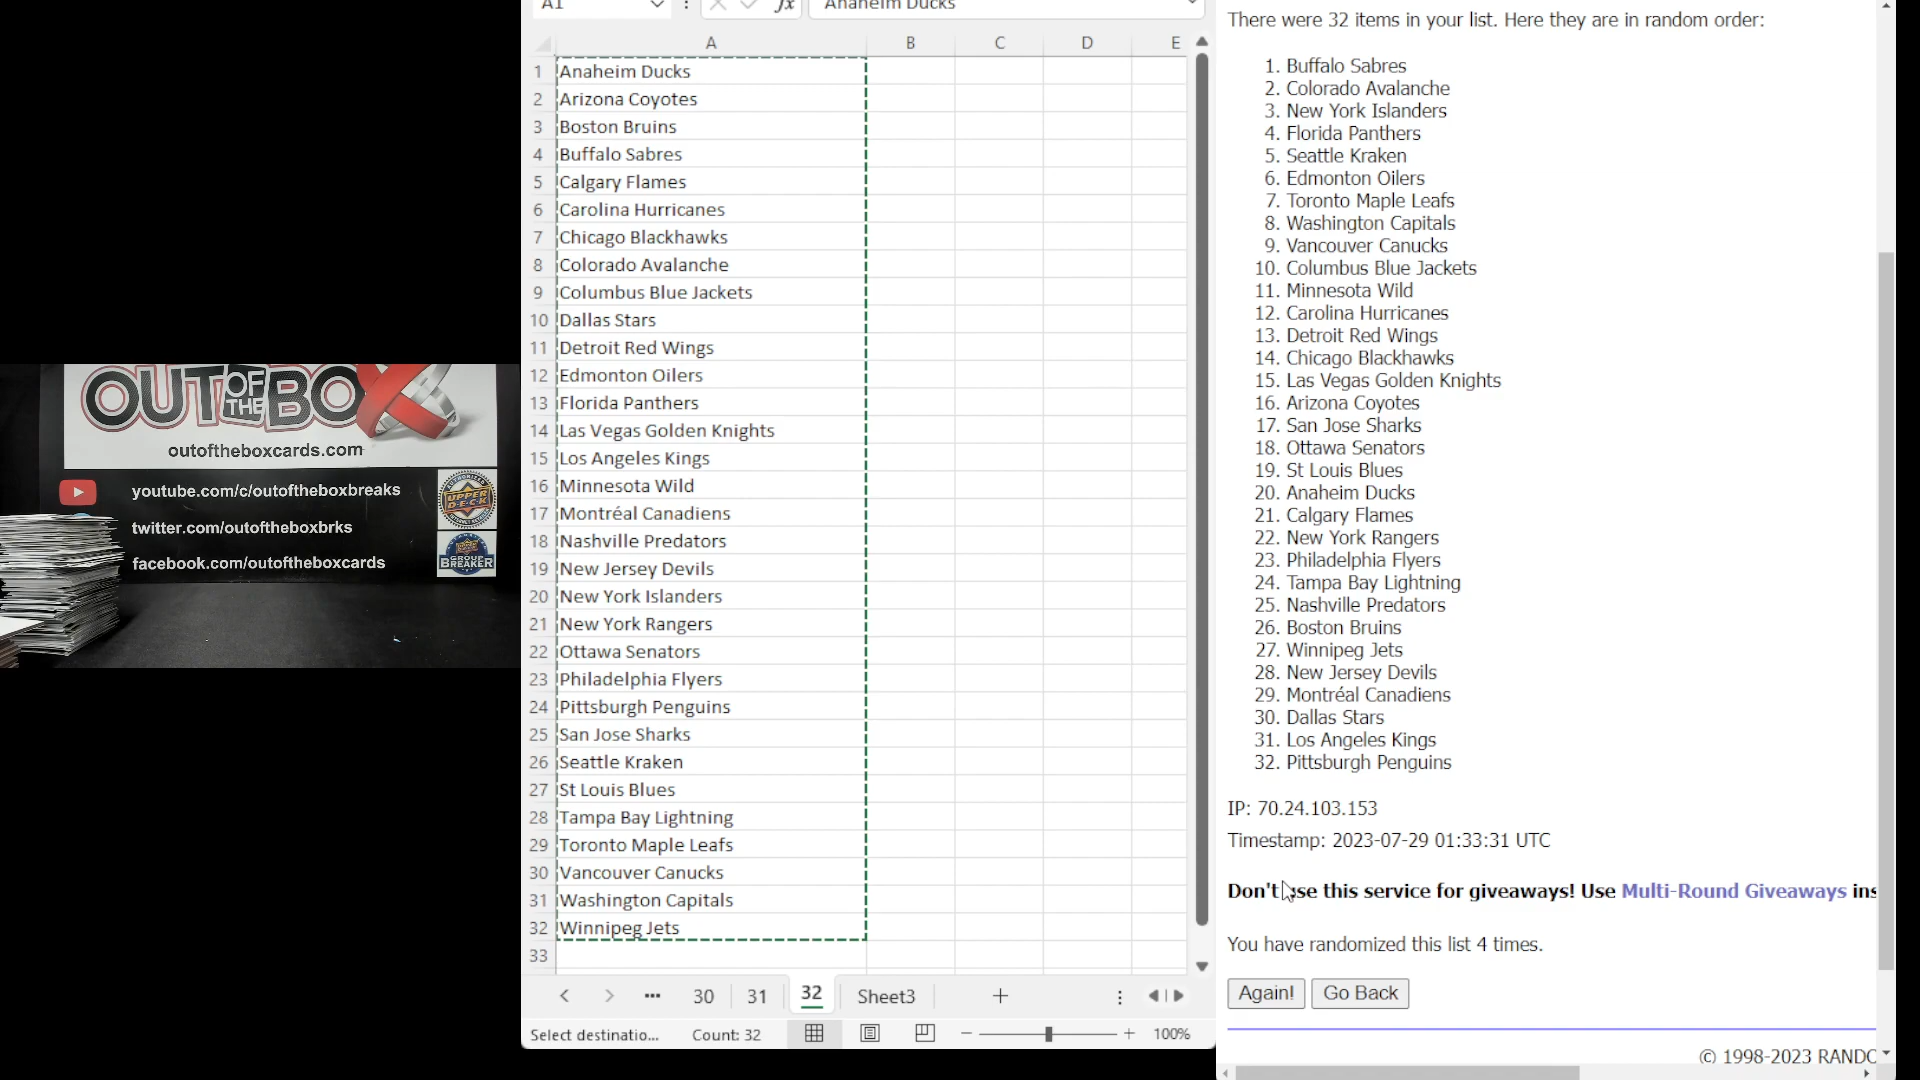 OUT OF THE BOX
outoftheboxcards.com
youtube.com/c/outoftheboxbreaks
twitter.com/outoftheboxbrks
facebook.com/outoftheboxcards
UPPER DECK
GROUP BREAKER
A1
fx
Anaheim Ducks
A B C D E
1 Anaheim Ducks
2 Arizona Coyotes
3 Boston Bruins
4 Buffalo Sabres
5 Calgary Flames
6 Carolina Hurricanes
7 Chicago Blackhawks
8 Colorado Avalanche
9 Columbus Blue Jackets
10 Dallas Stars
11 Detroit Red Wings
12 Edmonton Oilers
13 Florida Panthers
14 Las Vegas Golden Knights
15 Los Angeles Kings
16 Minnesota Wild
17 Montréal Canadiens
18 Nashville Predators
19 New Jersey Devils
20 New York Islanders
21 New York Rangers
22 Ottawa Senators
23 Philadelphia Flyers
24 Pittsburgh Penguins
25 San Jose Sharks
26 Seattle Kraken
27 St Louis Blues
28 Tampa Bay Lightning
29 Toronto Maple Leafs
30 Vancouver Canucks
31 Washington Capitals
32 Winnipeg Jets
33
... 30 31 32 Sheet3 +
Select destinatio... Count: 32 100%
There were 32 items in your list. Here they are in random order:
1. Buffalo Sabres
2. Colorado Avalanche
3. New York Islanders
4. Florida Panthers
5. Seattle Kraken
6. Edmonton Oilers
7. Toronto Maple Leafs
8. Washington Capitals
9. Vancouver Canucks
10. Columbus Blue Jackets
11. Minnesota Wild
12. Carolina Hurricanes
13. Detroit Red Wings
14. Chicago Blackhawks
15. Las Vegas Golden Knights
16. Arizona Coyotes
17. San Jose Sharks
18. Ottawa Senators
19. St Louis Blues
20. Anaheim Ducks
21. Calgary Flames
22. New York Rangers
23. Philadelphia Flyers
24. Tampa Bay Lightning
25. Nashville Predators
26. Boston Bruins
27. Winnipeg Jets
28. New Jersey Devils
29. Montréal Canadiens
30. Dallas Stars
31. Los Angeles Kings
32. Pittsburgh Penguins
IP: 70.24.103.153
Timestamp: 2023-07-29 01:33:31 UTC
Don't use this service for giveaways! Use Multi-Round Giveaways ins
You have randomized this list 4 times.
Again! Go Back
© 1998-2023 RANDO